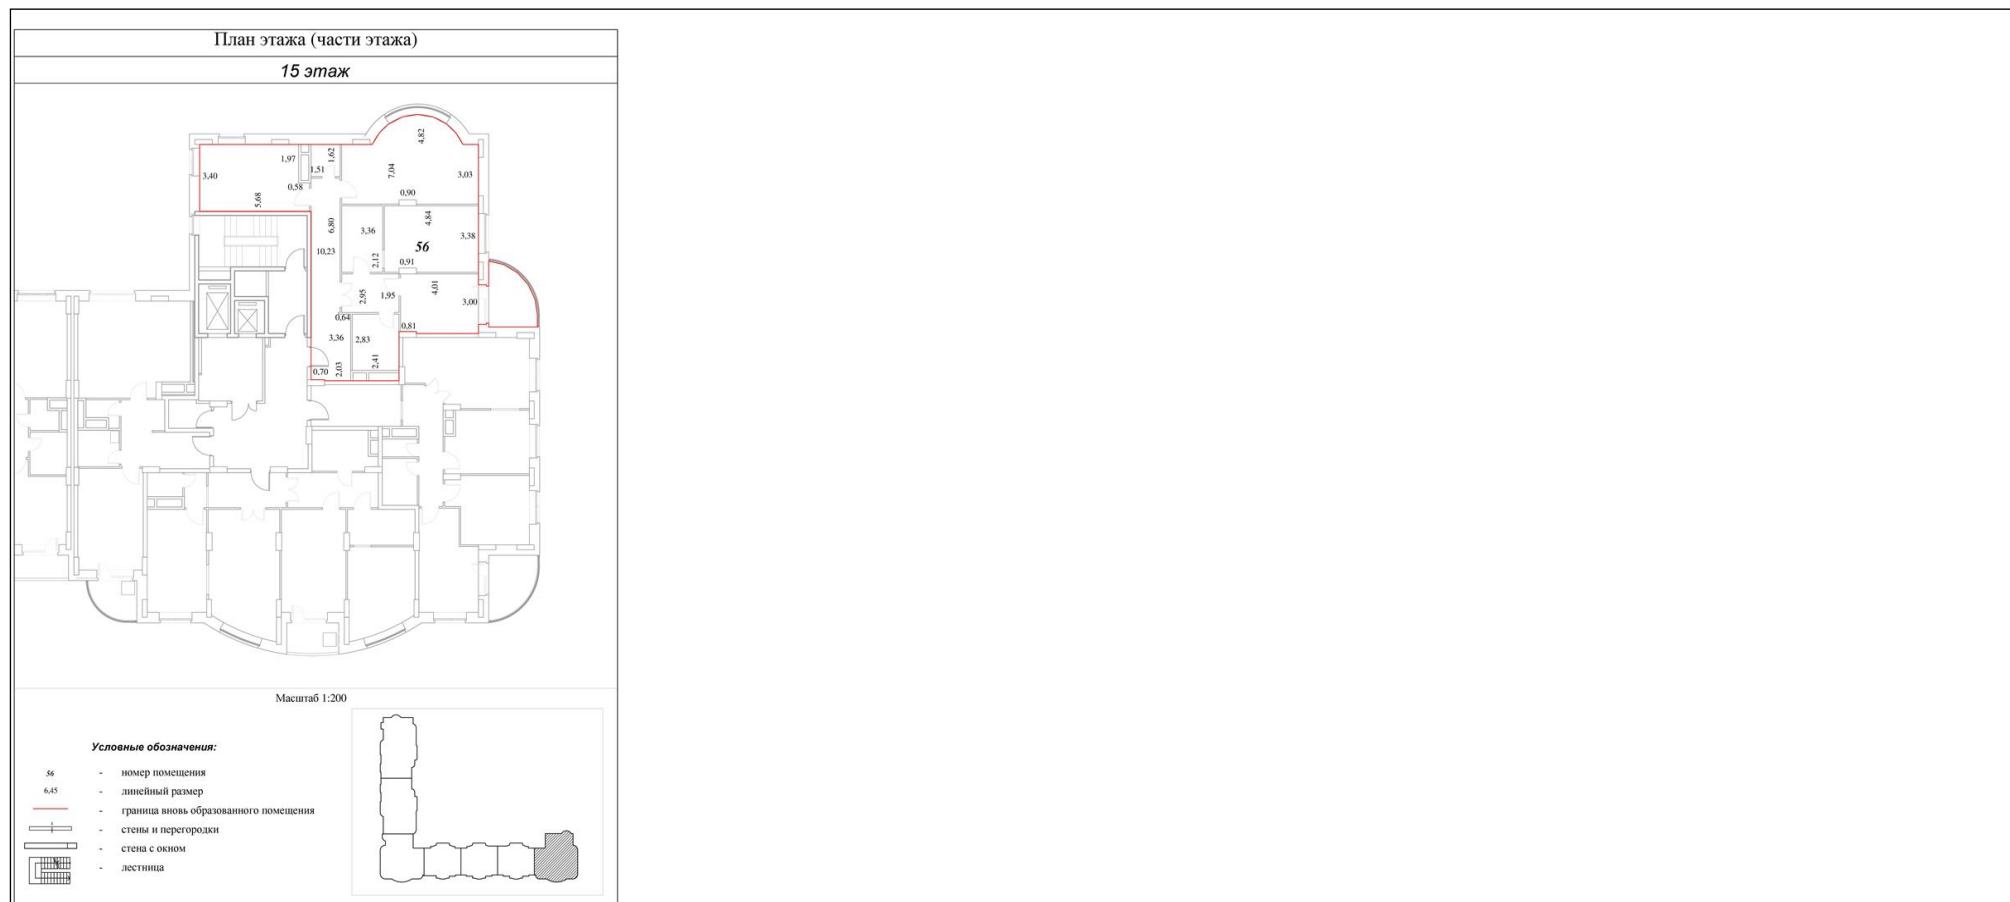 План этажа (части этажа)
15 этаж
4,82
1,97
1,62
1,51
7,04
3,03
3,40
0,58
0,90
5,68
6,80
4,84
3,36
3,38
56
10,23
2,12
0,91
4,01
2,95
1,95
3,00
0,64
0,81
3,36
2,83
2,41
0,70
2,03
Масштаб 1:200
Условные обозначения:
56 - номер помещения
6,45 - линейный размер
- граница вновь образованного помещения
- стены и перегородки
- стена с окном
- лестница